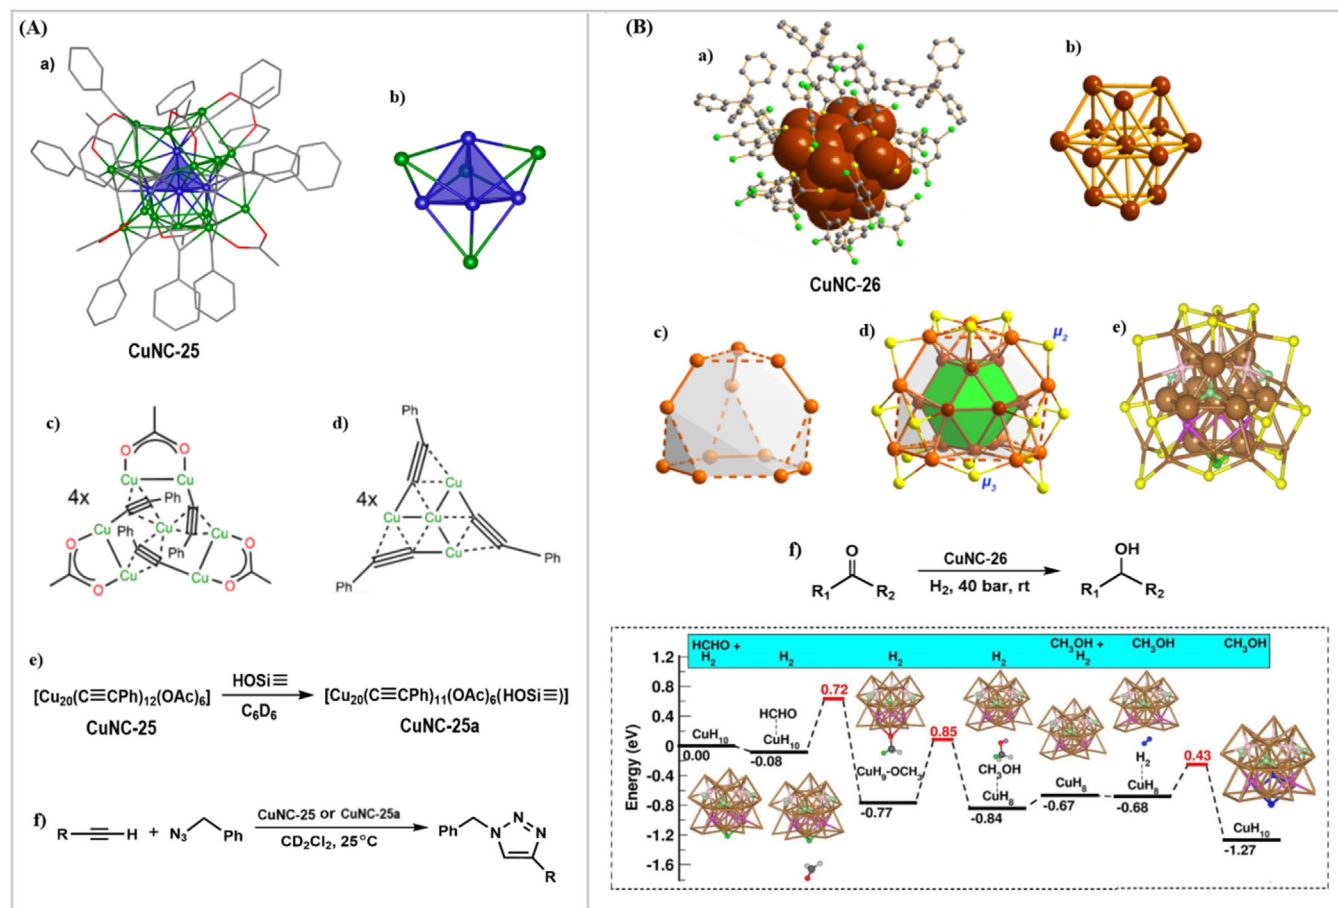 (A)
a)
b)
CuNC-25
c)
d)
4x
O O
Cu Cu
Ph
Cu Cu Cu
Ph Ph
O O
Cu Cu
O O
Ph
4x
Cu
Cu Cu
Cu
Ph
Ph
e)
[Cu20(C≡CPh)12(OAc)6]
HOSi≡
C6D6
[Cu20(C≡CPh)11(OAc)6(HOSi≡)]
CuNC-25
CuNC-25a
f)
R H + N3 Ph
CuNC-25 or CuNC-25a
CD2Cl2, 25°C
Ph N N N
R
(B)
a)
b)
CuNC-26
c)
d)
μ2
μ3
e)
f)
O
R1 R2
CuNC-26
H2, 40 bar, rt
OH
R1 R2
HCHO +
H2
H2
H2
H2
CH3OH +
H2
CH3OH
CH3OH
Energy (eV)
1.2
0.8
0.4
0
-0.4
-0.8
-1.2
-1.6
CuH10
0.00
HCHO
CuH10
-0.08
0.72
CuH9-OCH3
-0.77
0.85
CH3OH
CuH8
-0.84
CuH8
-0.67
H2
CuH8
-0.68
0.43
CuH10
-1.27